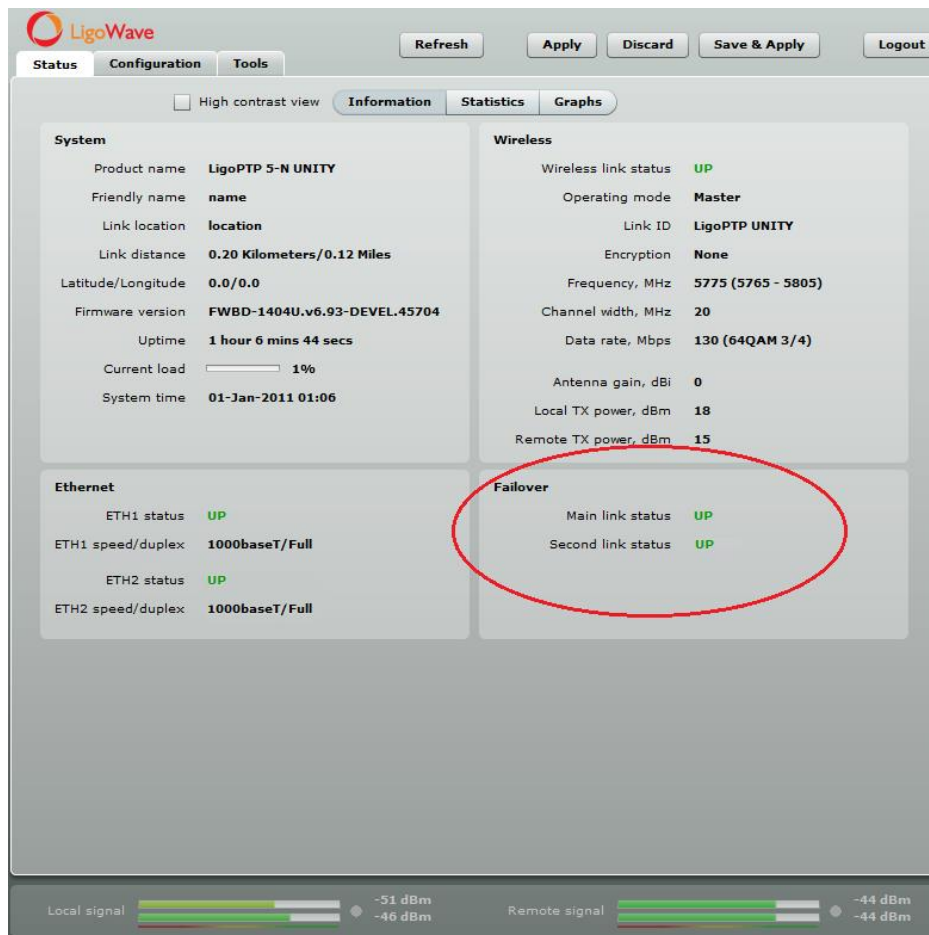 LigoWave
Refresh Apply Discard Save & Apply Logout
Status Configuration Tools
High contrast view Information Statistics Graphs
System
Product name LigoPTP 5-N UNITY
Friendly name name
Link location location
Link distance 0.20 Kilometers/0.12 Miles
Latitude/Longitude 0.0/0.0
Firmware version FWBD-1404U.v6.93-DEVEL.45704
Uptime 1 hour 6 mins 44 secs
Current load 1%
System time 01-Jan-2011 01:06
Wireless
Wireless link status UP
Operating mode Master
Link ID LigoPTP UNITY
Encryption None
Frequency, MHz 5775 (5765 - 5805)
Channel width, MHz 20
Data rate, Mbps 130 (64QAM 3/4)
Antenna gain, dBi 0
Local TX power, dBm 18
Remote TX power, dBm 15
Ethernet
ETH1 status UP
ETH1 speed/duplex 1000baseT/Full
ETH2 status UP
ETH2 speed/duplex 1000baseT/Full
Failover
Main link status UP
Second link status UP
Local signal -51 dBm
-46 dBm
Remote signal -44 dBm
-44 dBm